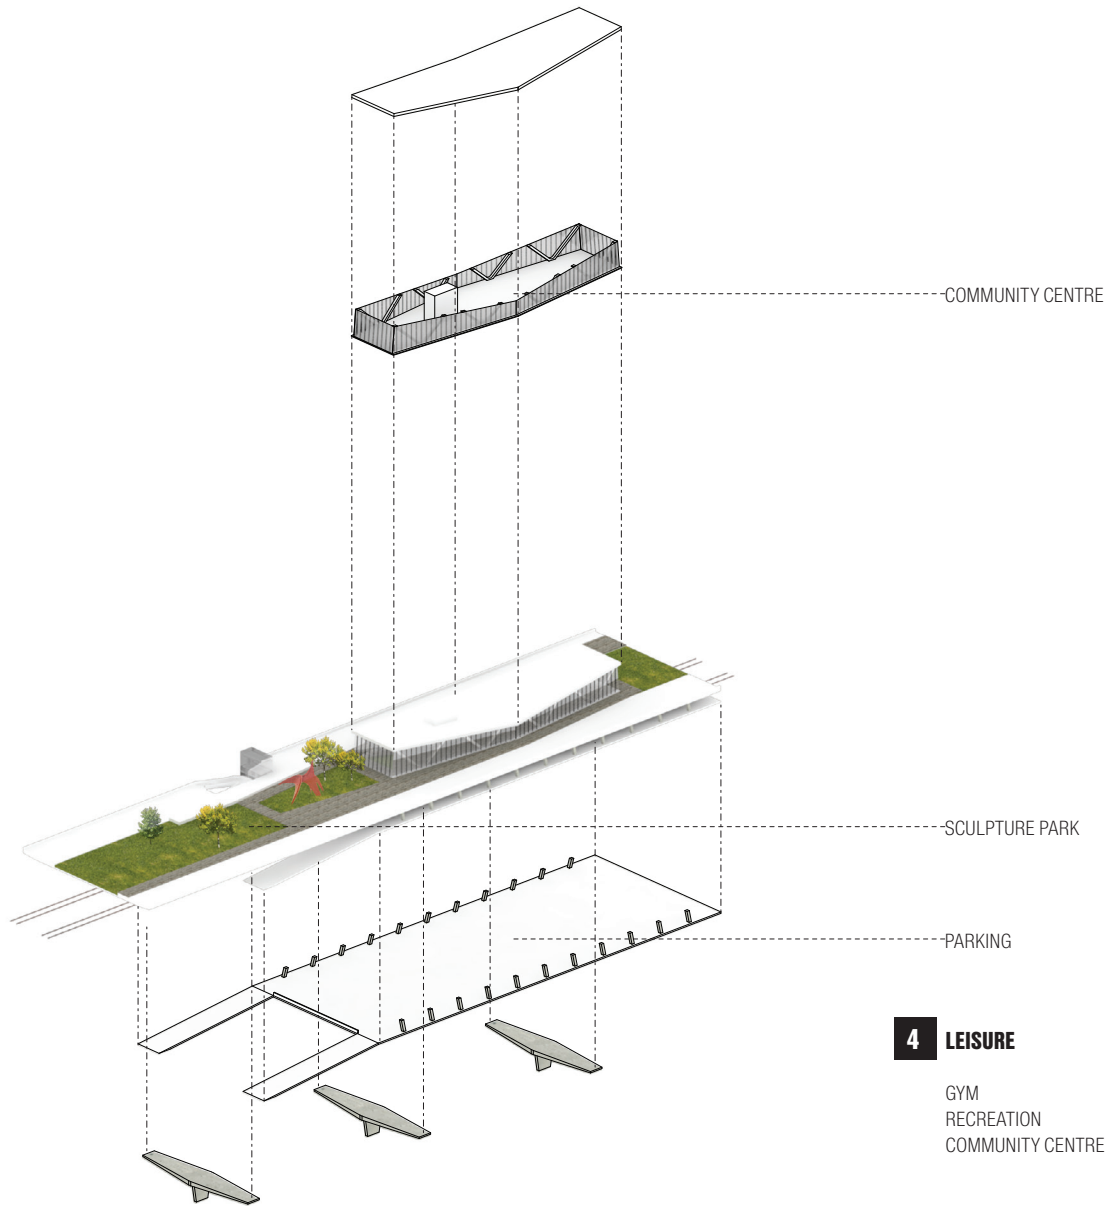 COMMUNITY CENTRE
SCULPTURE PARK
PARKING
4 LEISURE
GYM
RECREATION
COMMUNITY CENTRE